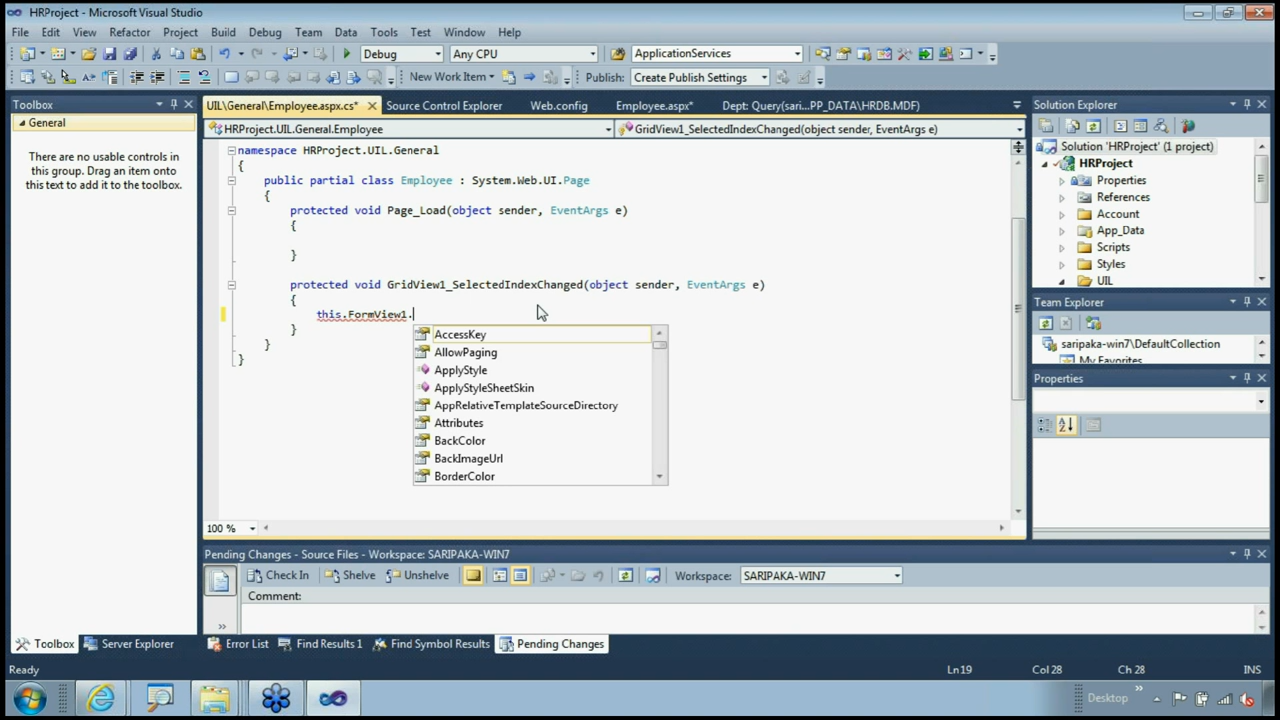 HRProject - Microsoft Visual Studio
File Edit View Refactor Project Build Debug Team Data Tools Test Window Help
Debug Any CPU ApplicationServices
New Work Item Publish: Create Publish Settings
Toolbox
General
There are no usable controls in
this group. Drag an item onto
this text to add it to the toolbox.
UIL\General\Employee.aspx.cs* Source Control Explorer Web.config Employee.aspx* Dept: Query(sari...PP_DATA\HRDB.MDF)
HRProject.UIL.General.Employee GridView1_SelectedIndexChanged(object sender, EventArgs e)
namespace HRProject.UIL.General
{
public partial class Employee : System.Web.UI.Page
{
protected void Page_Load(object sender, EventArgs e)
{
}
protected void GridView1_SelectedIndexChanged(object sender, EventArgs e)
{
this.FormView1.
}
}
}
AccessKey
AllowPaging
ApplyStyle
ApplyStyleSheetSkin
AppRelativeTemplateSourceDirectory
Attributes
BackColor
BackImageUrl
BorderColor
100 %
Solution Explorer
Solution 'HRProject' (1 project)
HRProject
Properties
References
Account
App_Data
Scripts
Styles
UIL
Team Explorer
saripaka-win7\DefaultCollection
My Favorites
Properties
Pending Changes - Source Files - Workspace: SARIPAKA-WIN7
Check In Shelve Unshelve Workspace: SARIPAKA-WIN7
Comment:
Toolbox Server Explorer Error List Find Results 1 Find Symbol Results Pending Changes
Ready Ln19 Col 28 Ch 28 INS
Desktop